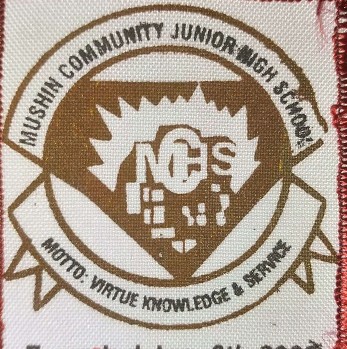 MUSHIN COMMUNITY JUNIOR HIGH SCHOOL
MCHS
MOTTO: VIRTUE KNOWLEDGE & SERVICE